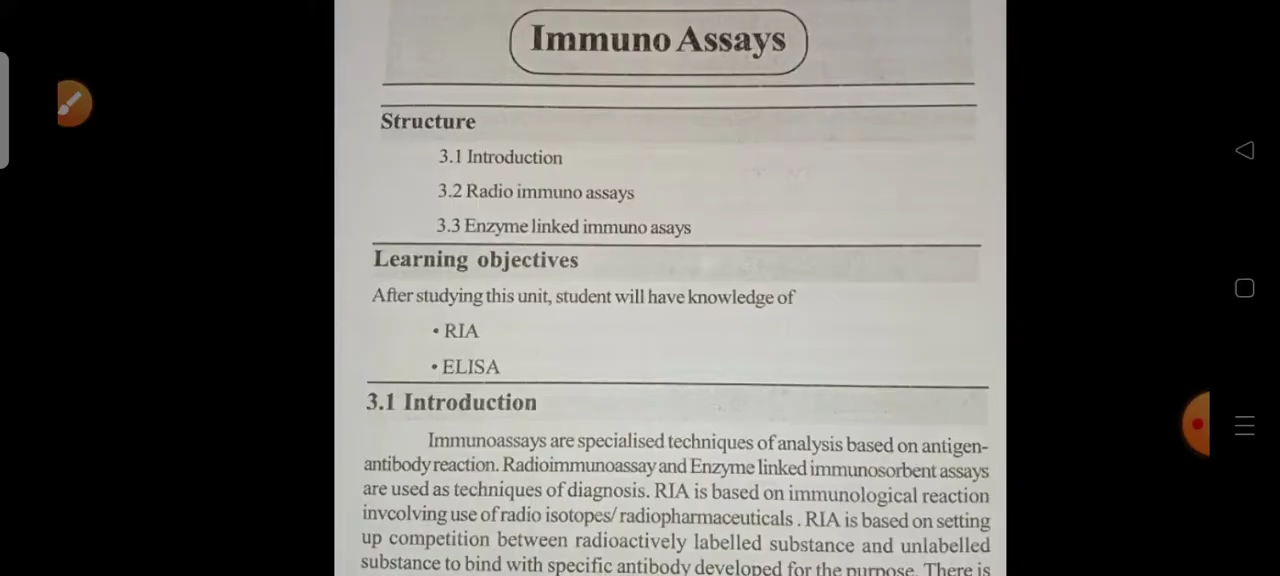 Immuno Assays
Structure
3.1 Introduction
3.2 Radio immuno assays
3.3 Enzyme linked immuno asays
Learning objectives
After studying this unit, student will have knowledge of
• RIA
• ELISA
3.1 Introduction
Immunoassays are specialised techniques of analysis based on antigen-
antibody reaction. Radioimmunoassay and Enzyme linked immunosorbent assays
are used as techniques of diagnosis. RIA is based on immunological reaction
invcolving use of radio isotopes/ radiopharmaceuticals . RIA is based on setting
up competition between radioactively labelled substance and unlabelled
substance to bind with specific antibody developed for the purpose. There is